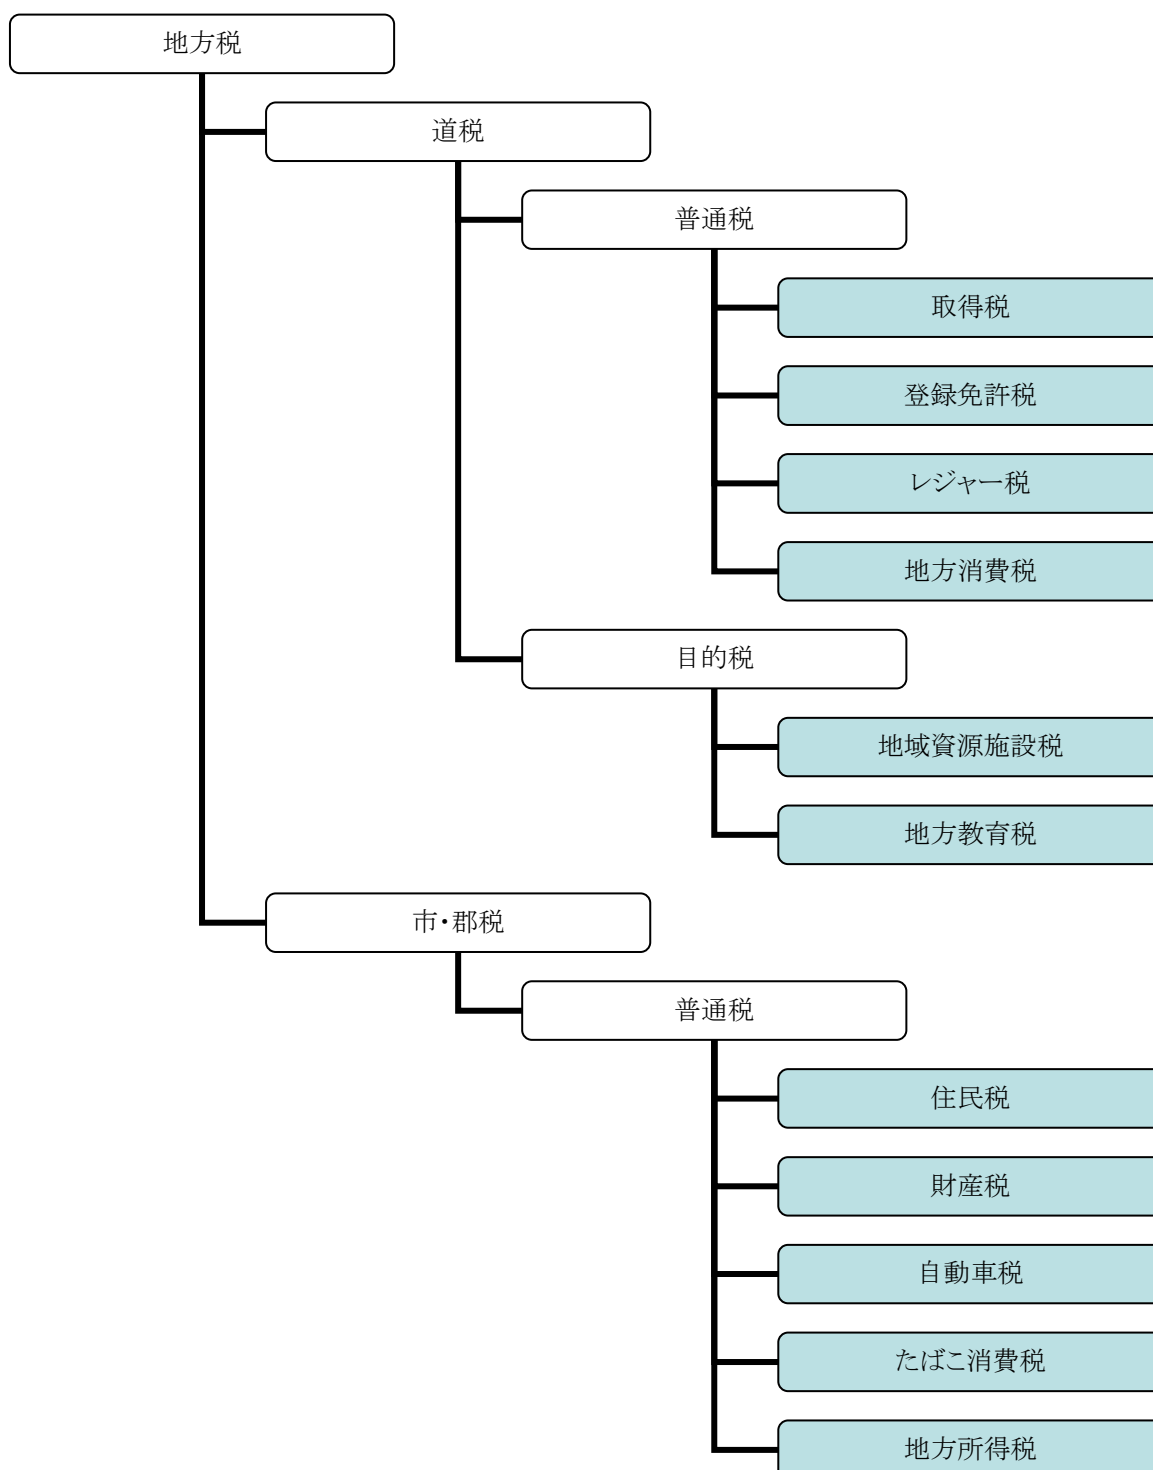 地方税
道税
普通税
取得税
登録免許税
レジャー税
地方消費税
目的税
地域資源施設税
地方教育税
市・郡税
普通税
住民税
財産税
自動車税
たばこ消費税
地方所得税